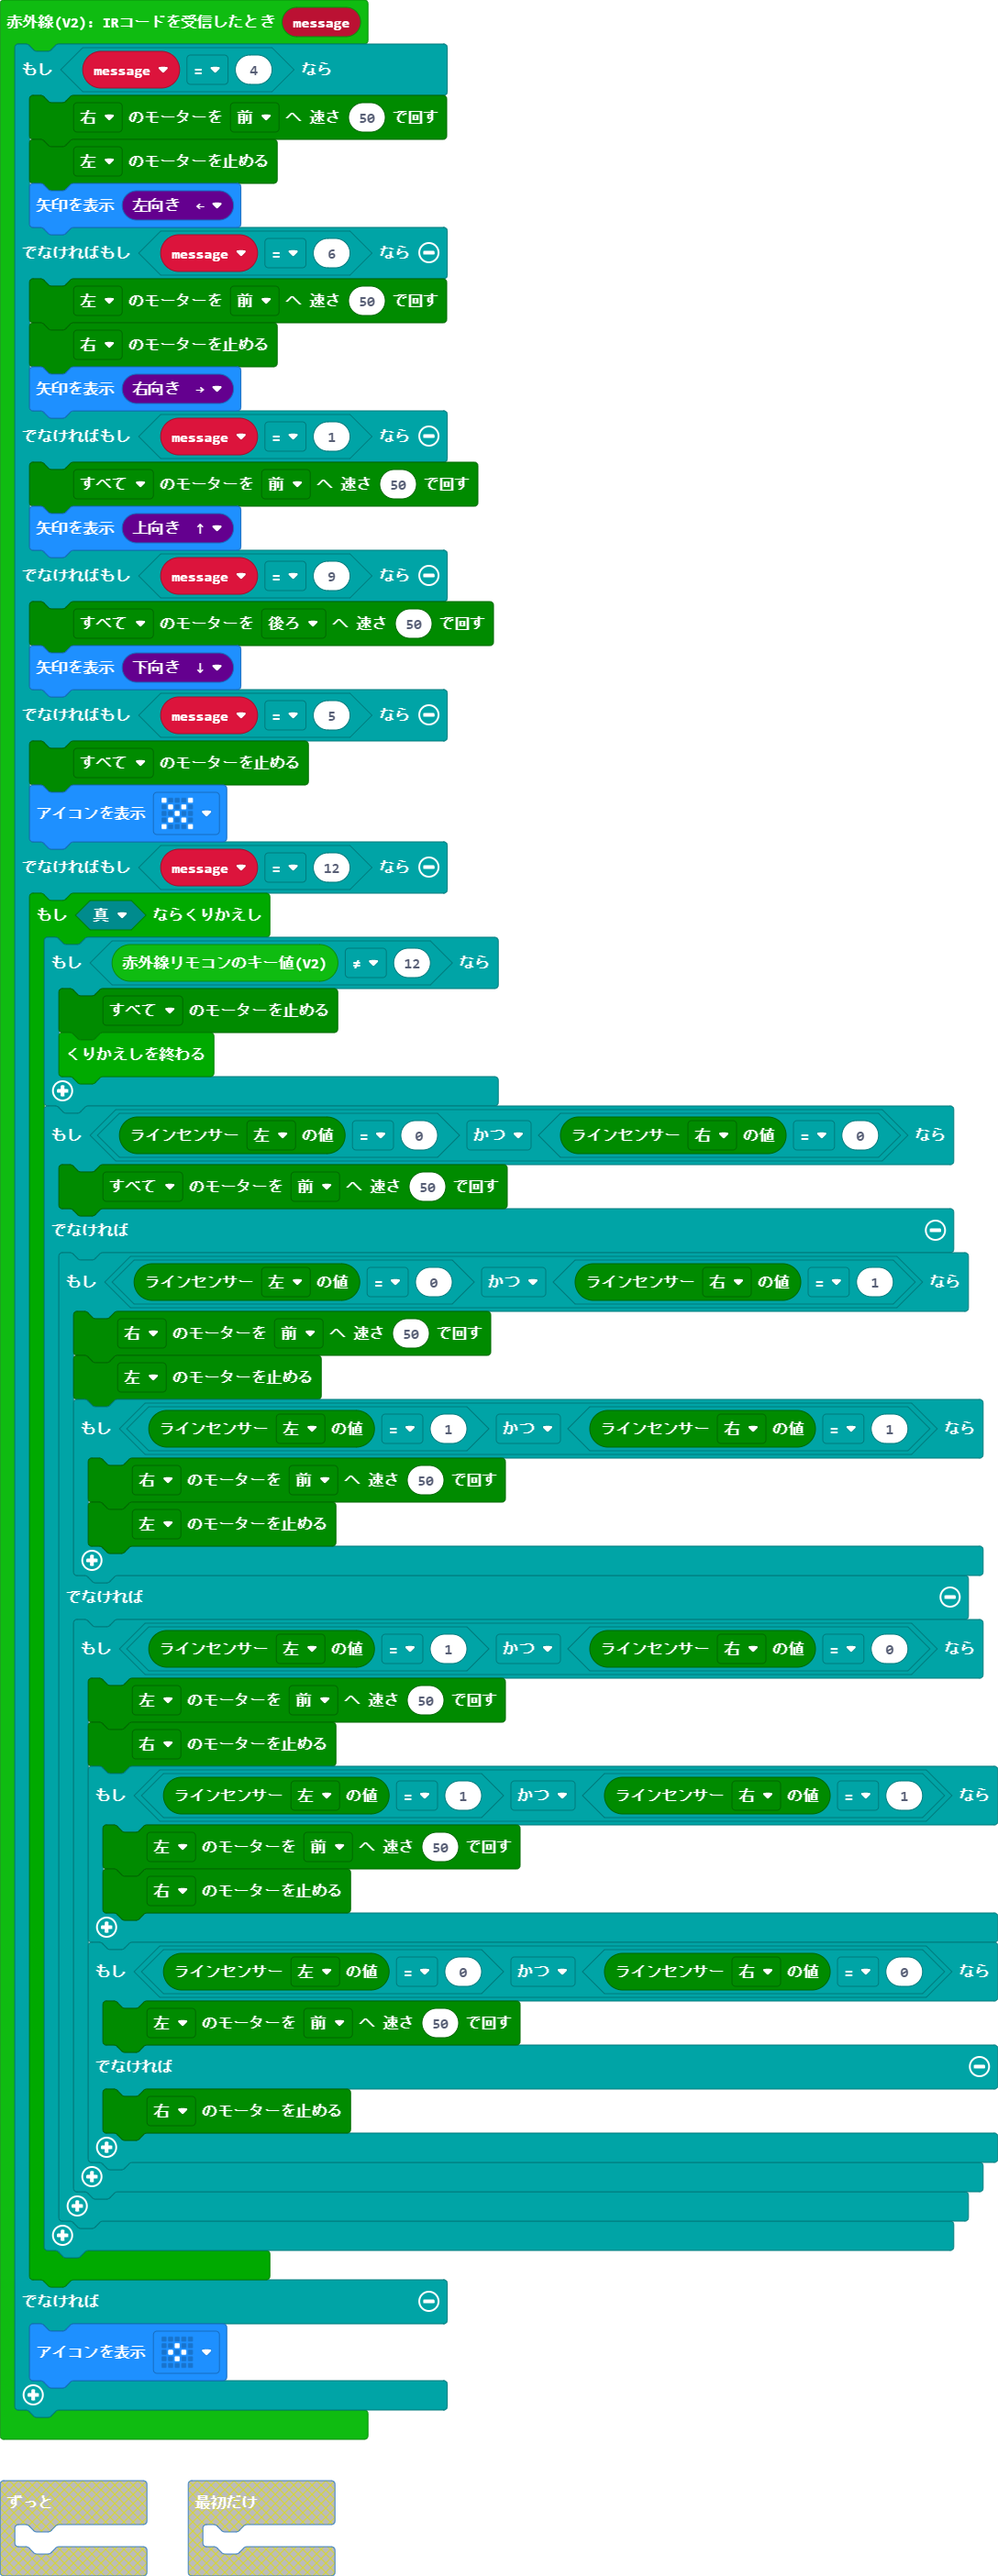 赤外線(V2): IRコードを受信したとき message
もし message = 4 なら
右 のモーターを 前 へ 速さ 50 で回す
左 のモーターを止める
矢印を表示 左向き ←
でなければもし message = 6 なら
左 のモーターを 前 へ 速さ 50 で回す
右 のモーターを止める
矢印を表示 右向き →
でなければもし message = 1 なら
すべて のモーターを 前 へ 速さ 50 で回す
矢印を表示 上向き ↑
でなければもし message = 9 なら
すべて のモーターを 後ろ へ 速さ 50 で回す
矢印を表示 下向き ↓
でなければもし message = 5 なら
すべて のモーターを止める
アイコンを表示
でなければもし message = 12 なら
もし 真 ならくりかえし
もし 赤外線リモコンのキー値(V2) ≠ 12 なら
すべて のモーターを止める
くりかえしを終わる
もし ラインセンサー 左 の値 = 0 かつ ラインセンサー 右 の値 = 0 なら
すべて のモーターを 前 へ 速さ 50 で回す
でなければ
もし ラインセンサー 左 の値 = 0 かつ ラインセンサー 右 の値 = 1 なら
右 のモーターを 前 へ 速さ 50 で回す
左 のモーターを止める
もし ラインセンサー 左 の値 = 1 かつ ラインセンサー 右 の値 = 1 なら
右 のモーターを 前 へ 速さ 50 で回す
左 のモーターを止める
でなければ
もし ラインセンサー 左 の値 = 1 かつ ラインセンサー 右 の値 = 0 なら
左 のモーターを 前 へ 速さ 50 で回す
右 のモーターを止める
もし ラインセンサー 左 の値 = 1 かつ ラインセンサー 右 の値 = 1 なら
左 のモーターを 前 へ 速さ 50 で回す
右 のモーターを止める
もし ラインセンサー 左 の値 = 0 かつ ラインセンサー 右 の値 = 0 なら
左 のモーターを 前 へ 速さ 50 で回す
でなければ
右 のモーターを止める
でなければ
アイコンを表示
ずっと 最初だけ